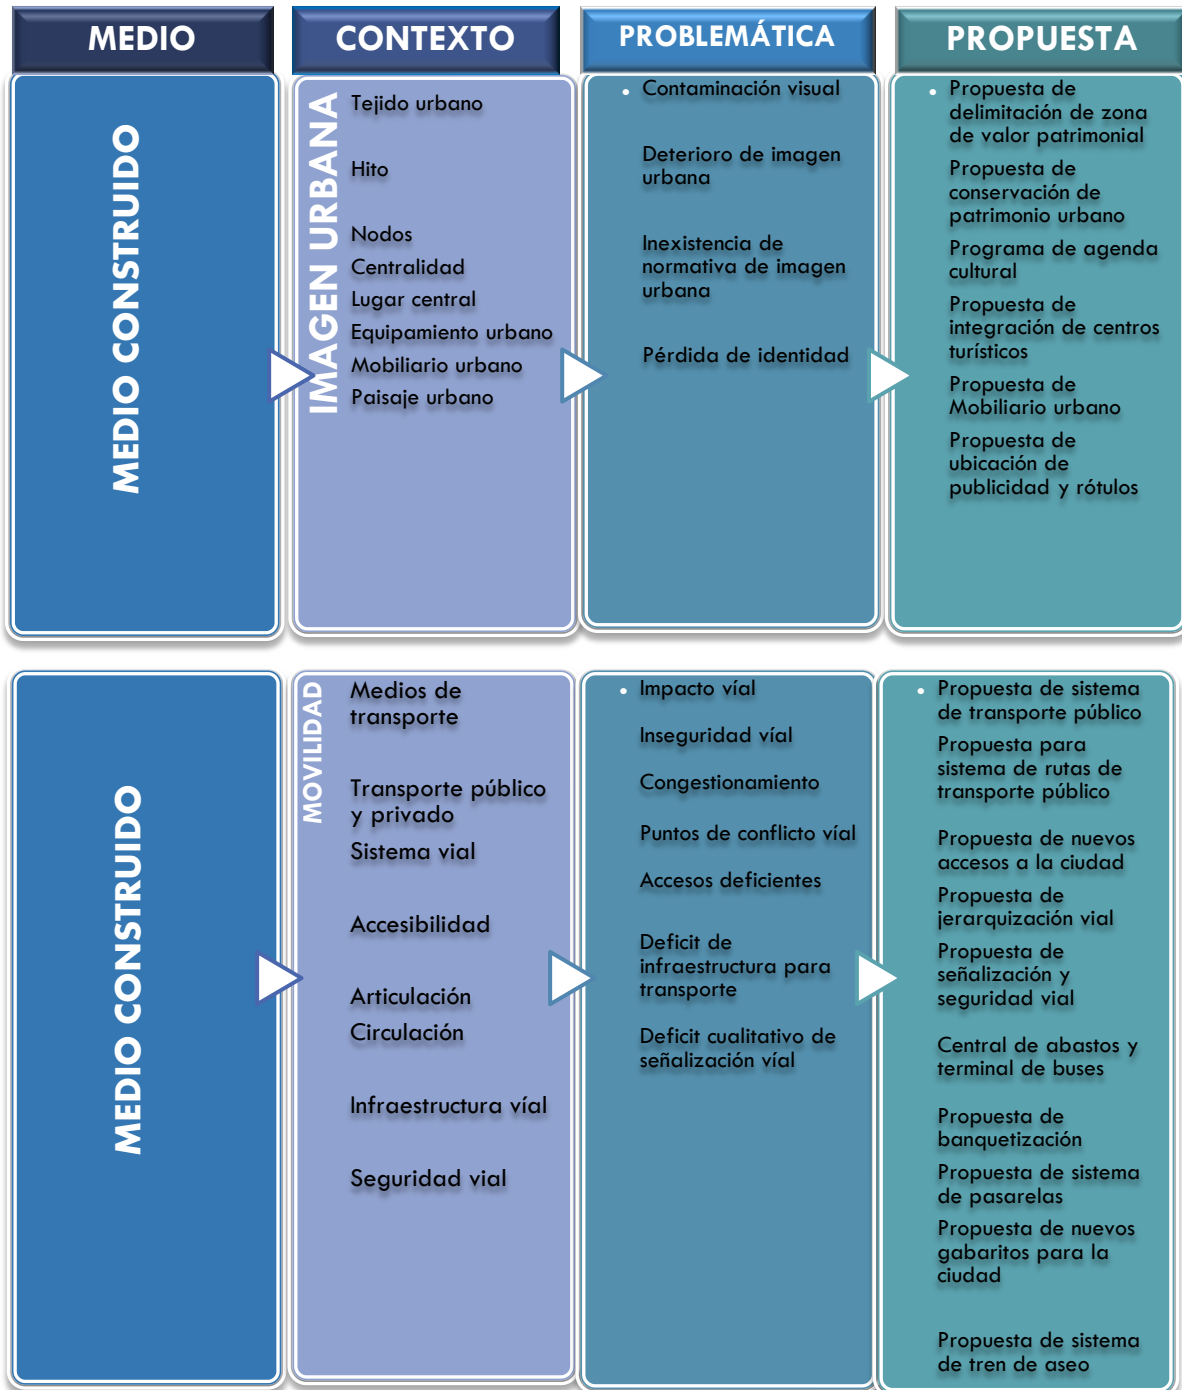 MEDIO
CONTEXTO
PROBLEMÁTICA
PROPUESTA
MEDIO CONSTRUIDO
IMAGEN URBANA
Tejido urbano
Hito
Nodos
Centralidad
Lugar central
Equipamiento urbano
Mobiliario urbano
Paisaje urbano
• Contaminación visual
Deterioro de imagen
urbana
Inexistencia de
normativa de imagen
urbana
Pérdida de identidad
• Propuesta de
delimitación de zona
de valor patrimonial
Propuesta de
conservación de
patrimonio urbano
Programa de agenda
cultural
Propuesta de
integración de centros
turísticos
Propuesta de
Mobiliario urbano
Propuesta de
ubicación de
publicidad y rótulos
MEDIO CONSTRUIDO
MOVILIDAD
Medios de
transporte
Transporte público
y privado
Sistema vial
Accesibilidad
Articulación
Circulación
Infraestructura víal
Seguridad vial
• Impacto víal
Inseguridad víal
Congestionamiento
Puntos de conflicto víal
Accesos deficientes
Deficit de
infraestructura para
transporte
Deficit cualitativo de
señalización víal
• Propuesta de sistema
de transporte público
Propuesta para
sistema de rutas de
transporte público
Propuesta de nuevos
accesos a la ciudad
Propuesta de
jerarquización vial
Propuesta de
señalización y
seguridad vial
Central de abastos y
terminal de buses
Propuesta de
banquetización
Propuesta de sistema
de pasarelas
Propuesta de nuevos
gabaritos para la
ciudad
Propuesta de sistema
de tren de aseo